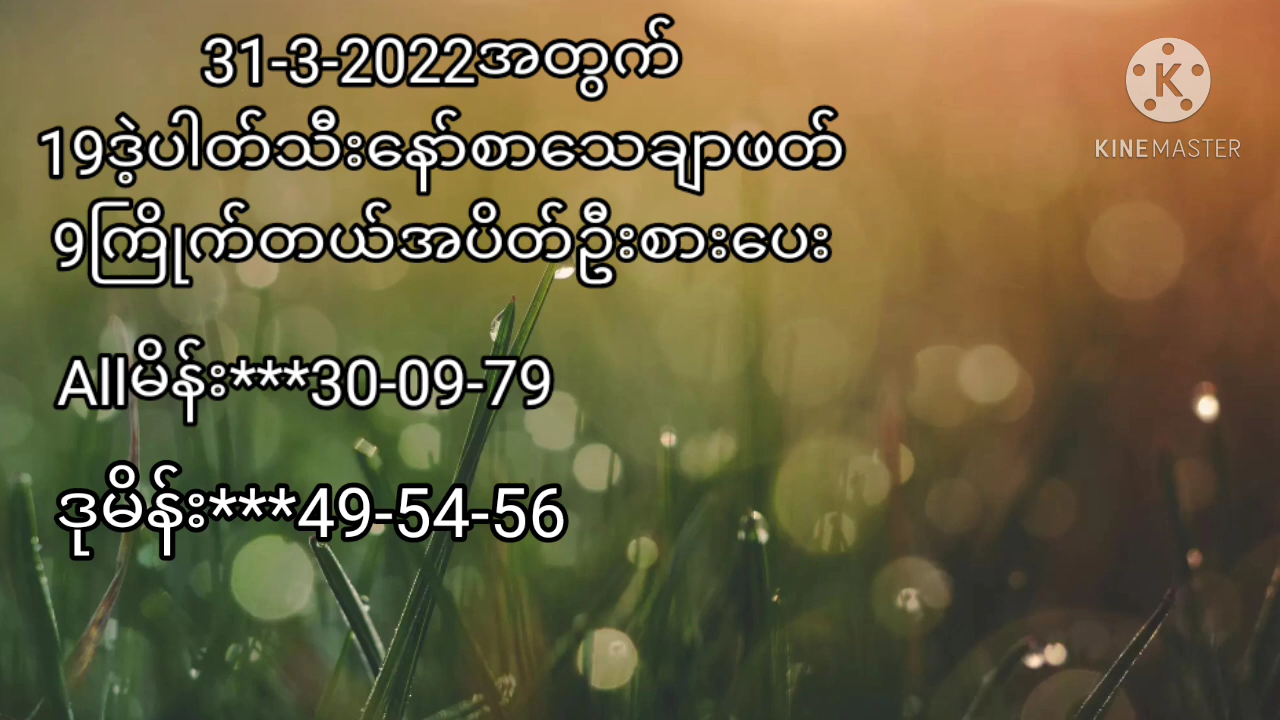 31-3-2022အတွက်
19ဒဲ့ပါတ်သီးနော်စာသေချာဖတ်
9ကြိုက်တယ်အပိတ်ဦးစားပေး
Allမိန်း***30-09-79
ဒုမိန်း***49-54-56
K
KINEMASTER